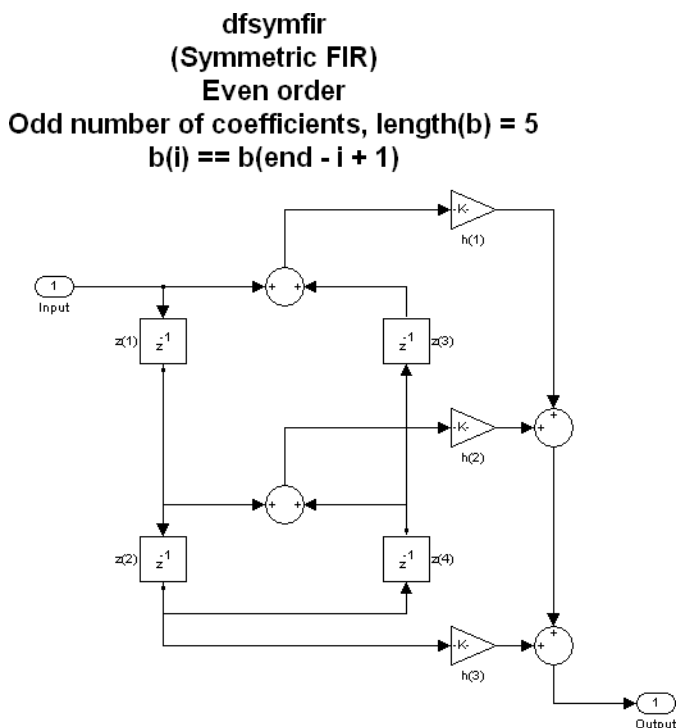 dfsymfir
(Symmetric FIR)
Even order
Odd number of coefficients, length(b) = 5
b(i) == b(end - i + 1)
-K-
h(1)
1
Input
+ +
z(1)
z-1
z-1
z(3)
-K-
h(2)
+
+
+ +
z(2)
z-1
z-1
z(4)
-K-
h(3)
+
+
1
Output